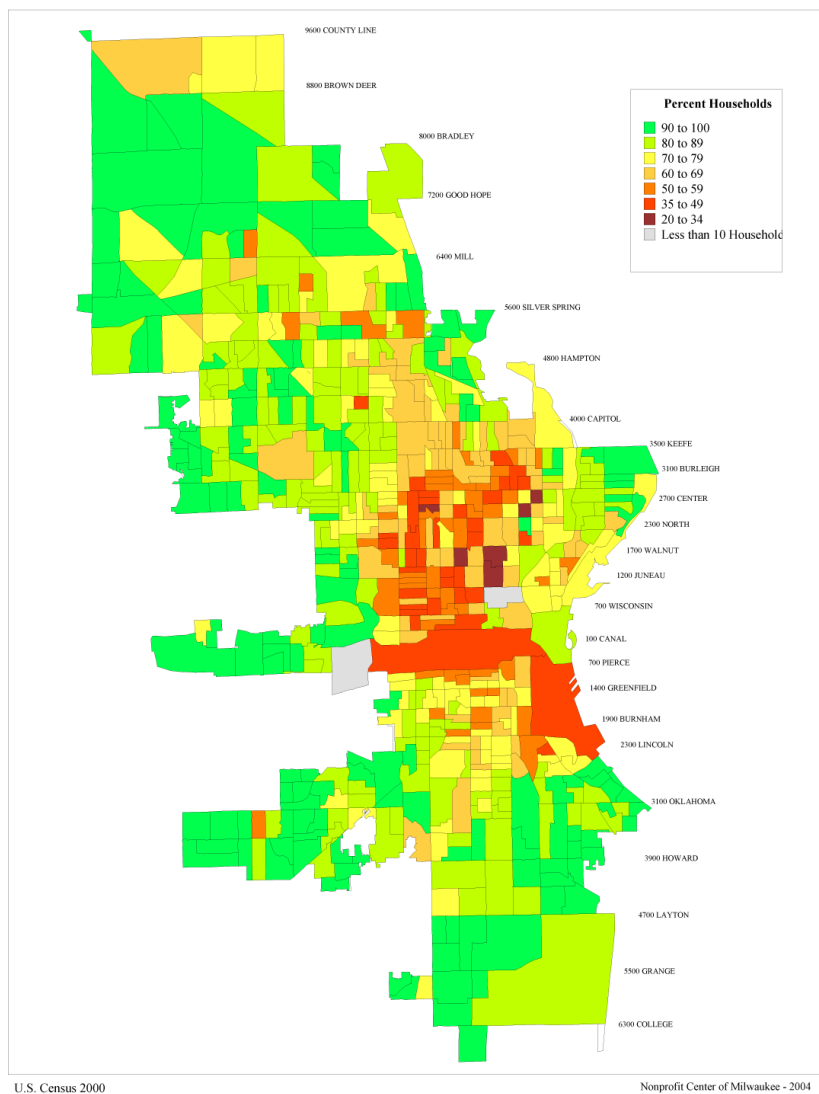 9600 COUNTY LINE
8800 BROWN DEER
Percent Households
90 to 100
80 to 89
70 to 79
60 to 69
50 to 59
35 to 49
20 to 34
Less than 10 Household
8000 BRADLEY
7200 GOOD HOPE
6400 MILL
5600 SILVER SPRING
4800 HAMPTON
4000 CAPITOL
3500 KEEFE
3100 BURLEIGH
2700 CENTER
2300 NORTH
1700 WALNUT
1200 JUNEAU
700 WISCONSIN
100 CANAL
700 PIERCE
1400 GREENFIELD
1900 BURNHAM
2300 LINCOLN
3100 OKLAHOMA
3900 HOWARD
4700 LAYTON
5500 GRANGE
6300 COLLEGE
U.S. Census 2000
Nonprofit Center of Milwaukee - 2004